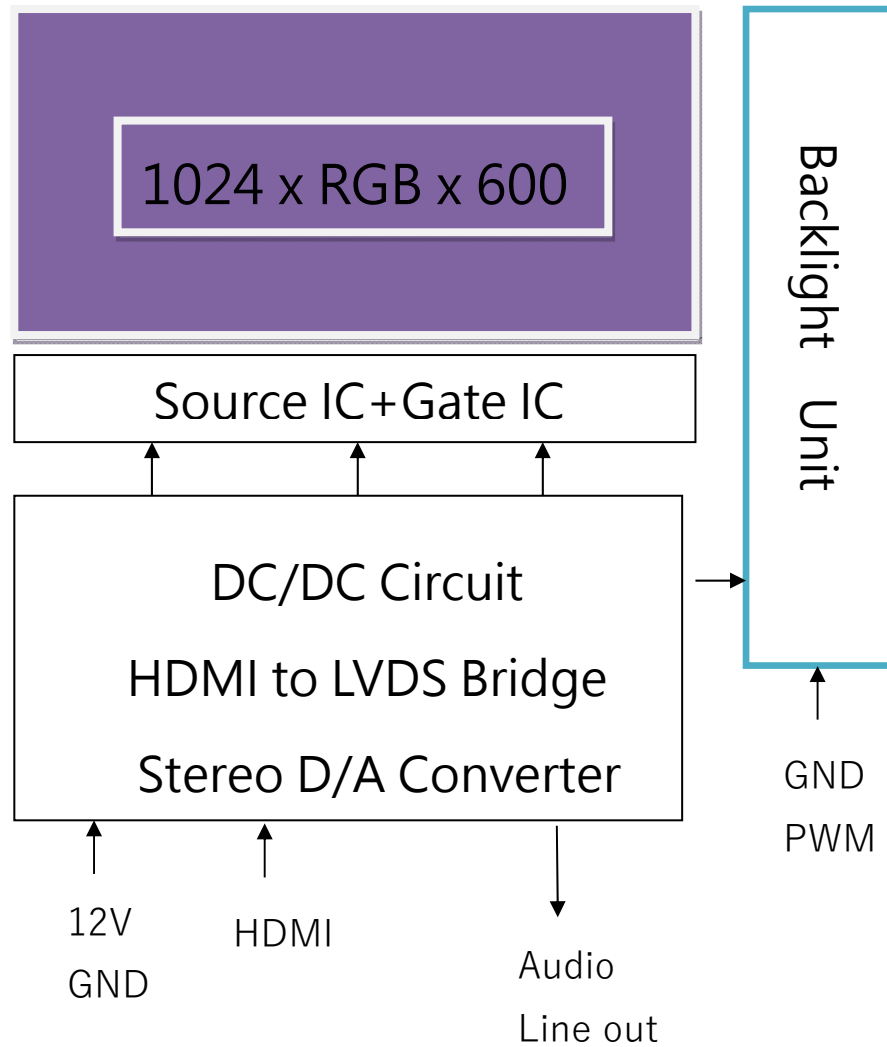 1024 x RGB x 600
Backlight Unit
Source IC+Gate IC
DC/DC Circuit
HDMI to LVDS Bridge
Stereo D/A Converter
GND
PWM
12V
GND
HDMI
Audio
Line out